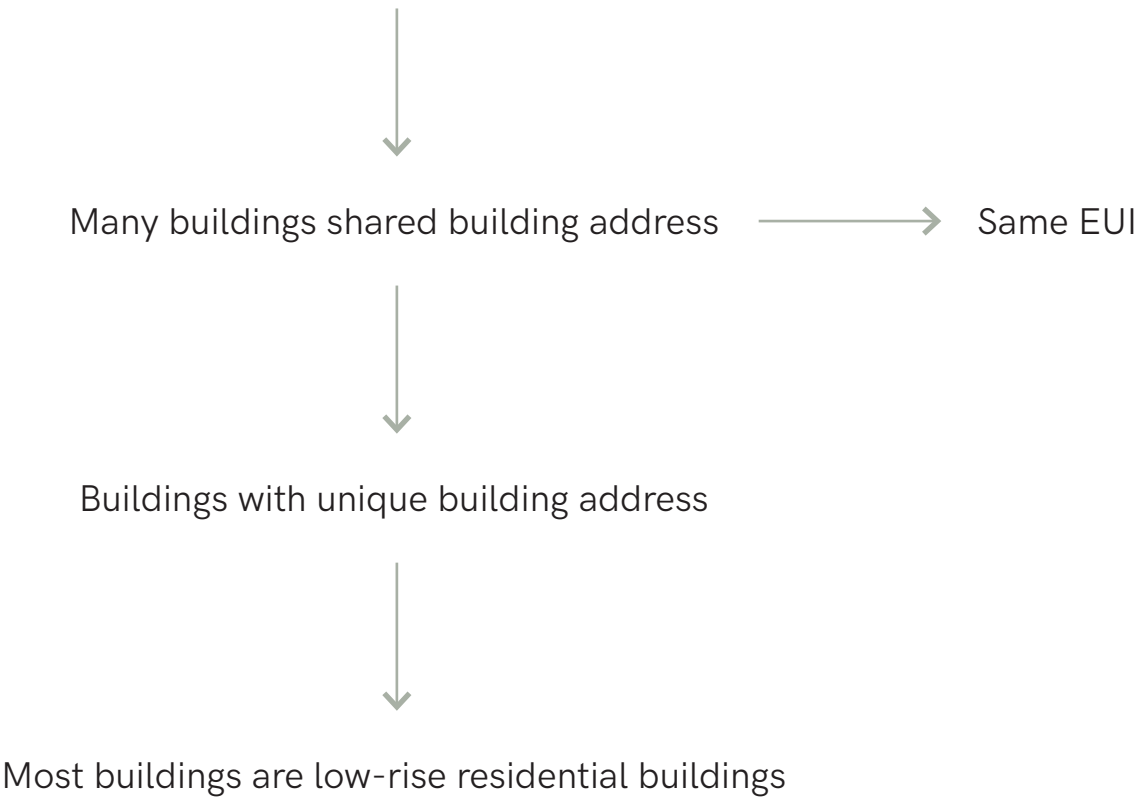 Many buildings shared building address
Same EUI
Buildings with unique building address
Most buildings are low-rise residential buildings